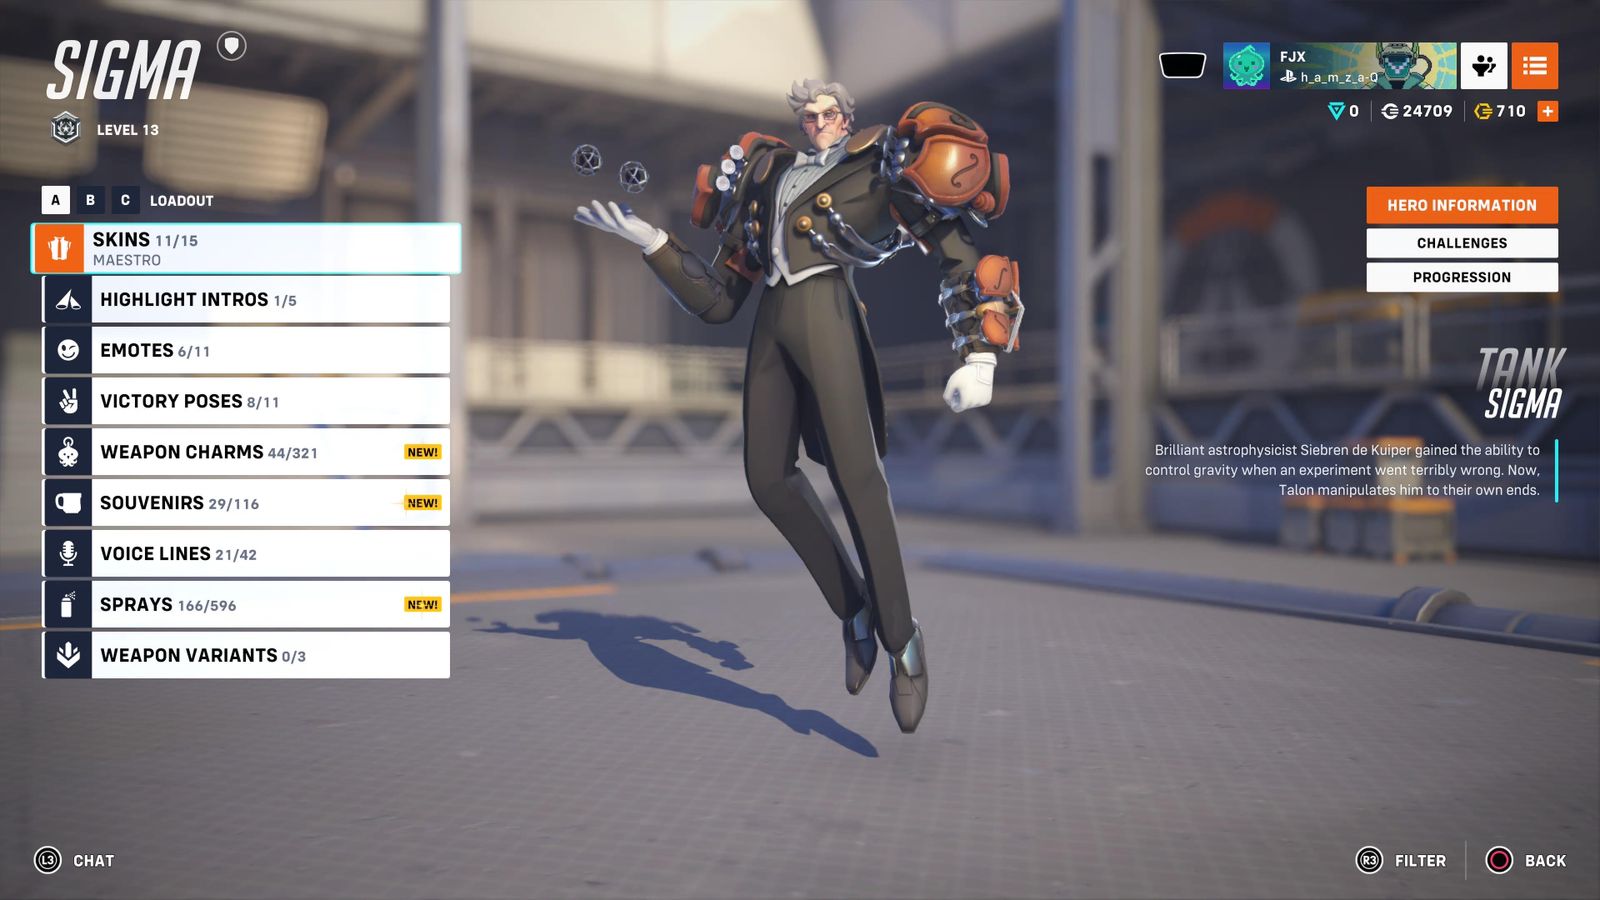 SIGMA
LEVEL 13
A B C LOADOUT
SKINS 11/15
MAESTRO
HIGHLIGHT INTROS 1/5
EMOTES 6/11
VICTORY POSES 8/11
WEAPON CHARMS 44/321 NEW!
SOUVENIRS 29/116 NEW!
VOICE LINES 21/42
SPRAYS 166/596 NEW!
WEAPON VARIANTS 0/3
FJX
h_a_m_z_a-Q
0 24709 710 +
HERO INFORMATION
CHALLENGES
PROGRESSION
TANK
SIGMA
Brilliant astrophysicist Siebren de Kuiper gained the ability to
control gravity when an experiment went terribly wrong. Now,
Talon manipulates him to their own ends.
L3 CHAT
R3 FILTER
BACK